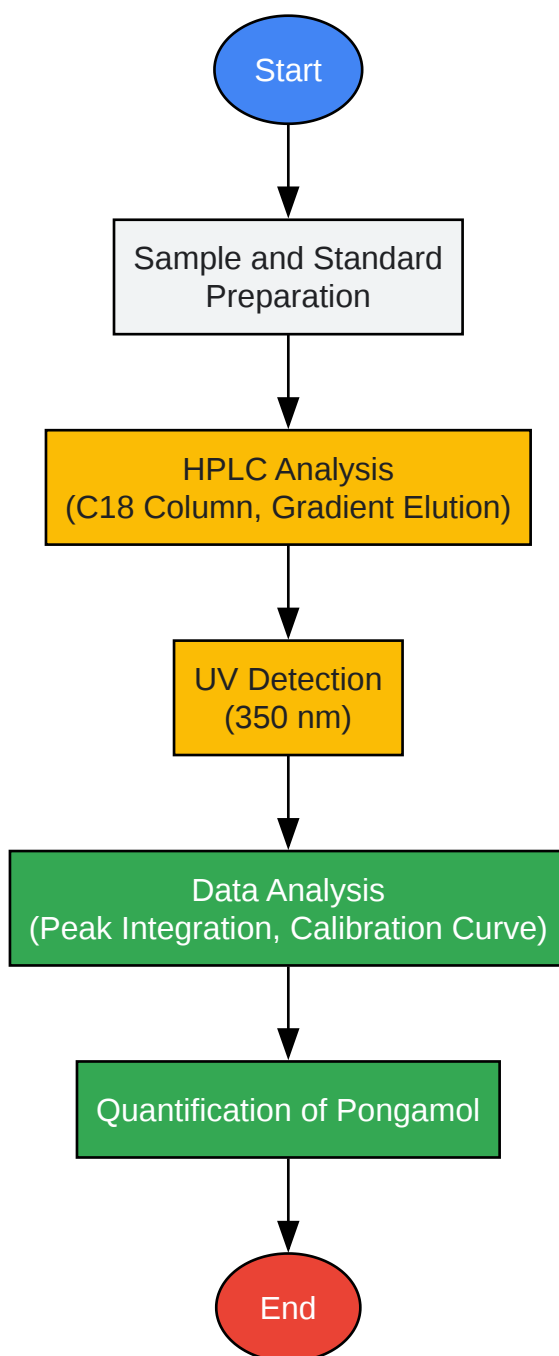 Start
Sample and Standard
Preparation
HPLC Analysis
(C18 Column, Gradient Elution)
UV Detection
(350 nm)
Data Analysis
(Peak Integration, Calibration Curve)
Quantification of Pongamol
End